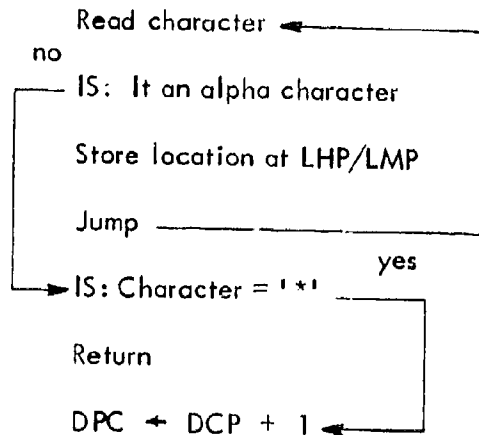 Read character
no
IS: It an alpha character
Store location at LHP/LMP
Jump
yes
IS: Character = '*'
Return
DPC ← DCP + 1